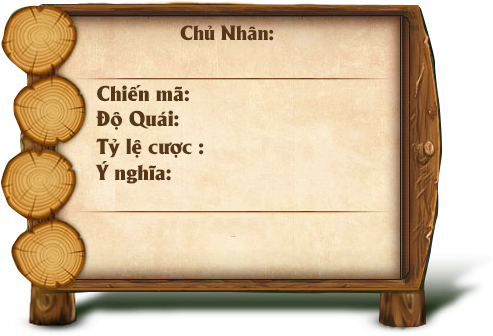 Chủ Nhân:
Chiến mã:
Độ Quái:
Tỷ lệ cược :
Ý nghĩa: